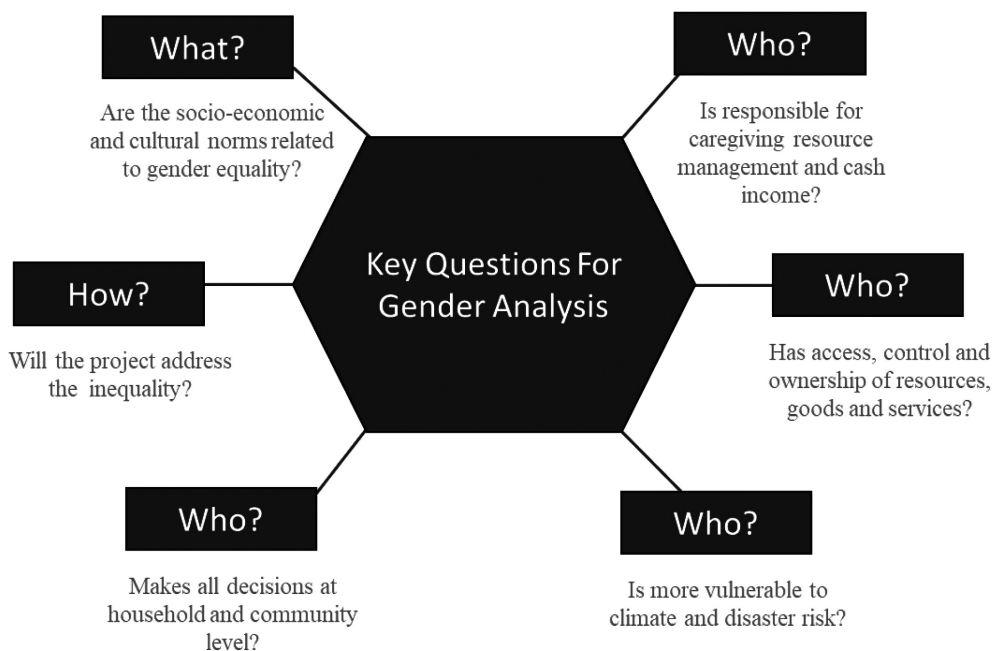 What?
Are the socio-economic
and cultural norms related
to gender equality?
Who?
Is responsible for
caregiving resource
management and cash
income?
Key Questions For
Gender Analysis
How?
Will the project address
the inequality?
Who?
Has access, control and
ownership of resources,
goods and services?
Who?
Makes all decisions at
household and community
level?
Who?
Is more vulnerable to
climate and disaster risk?